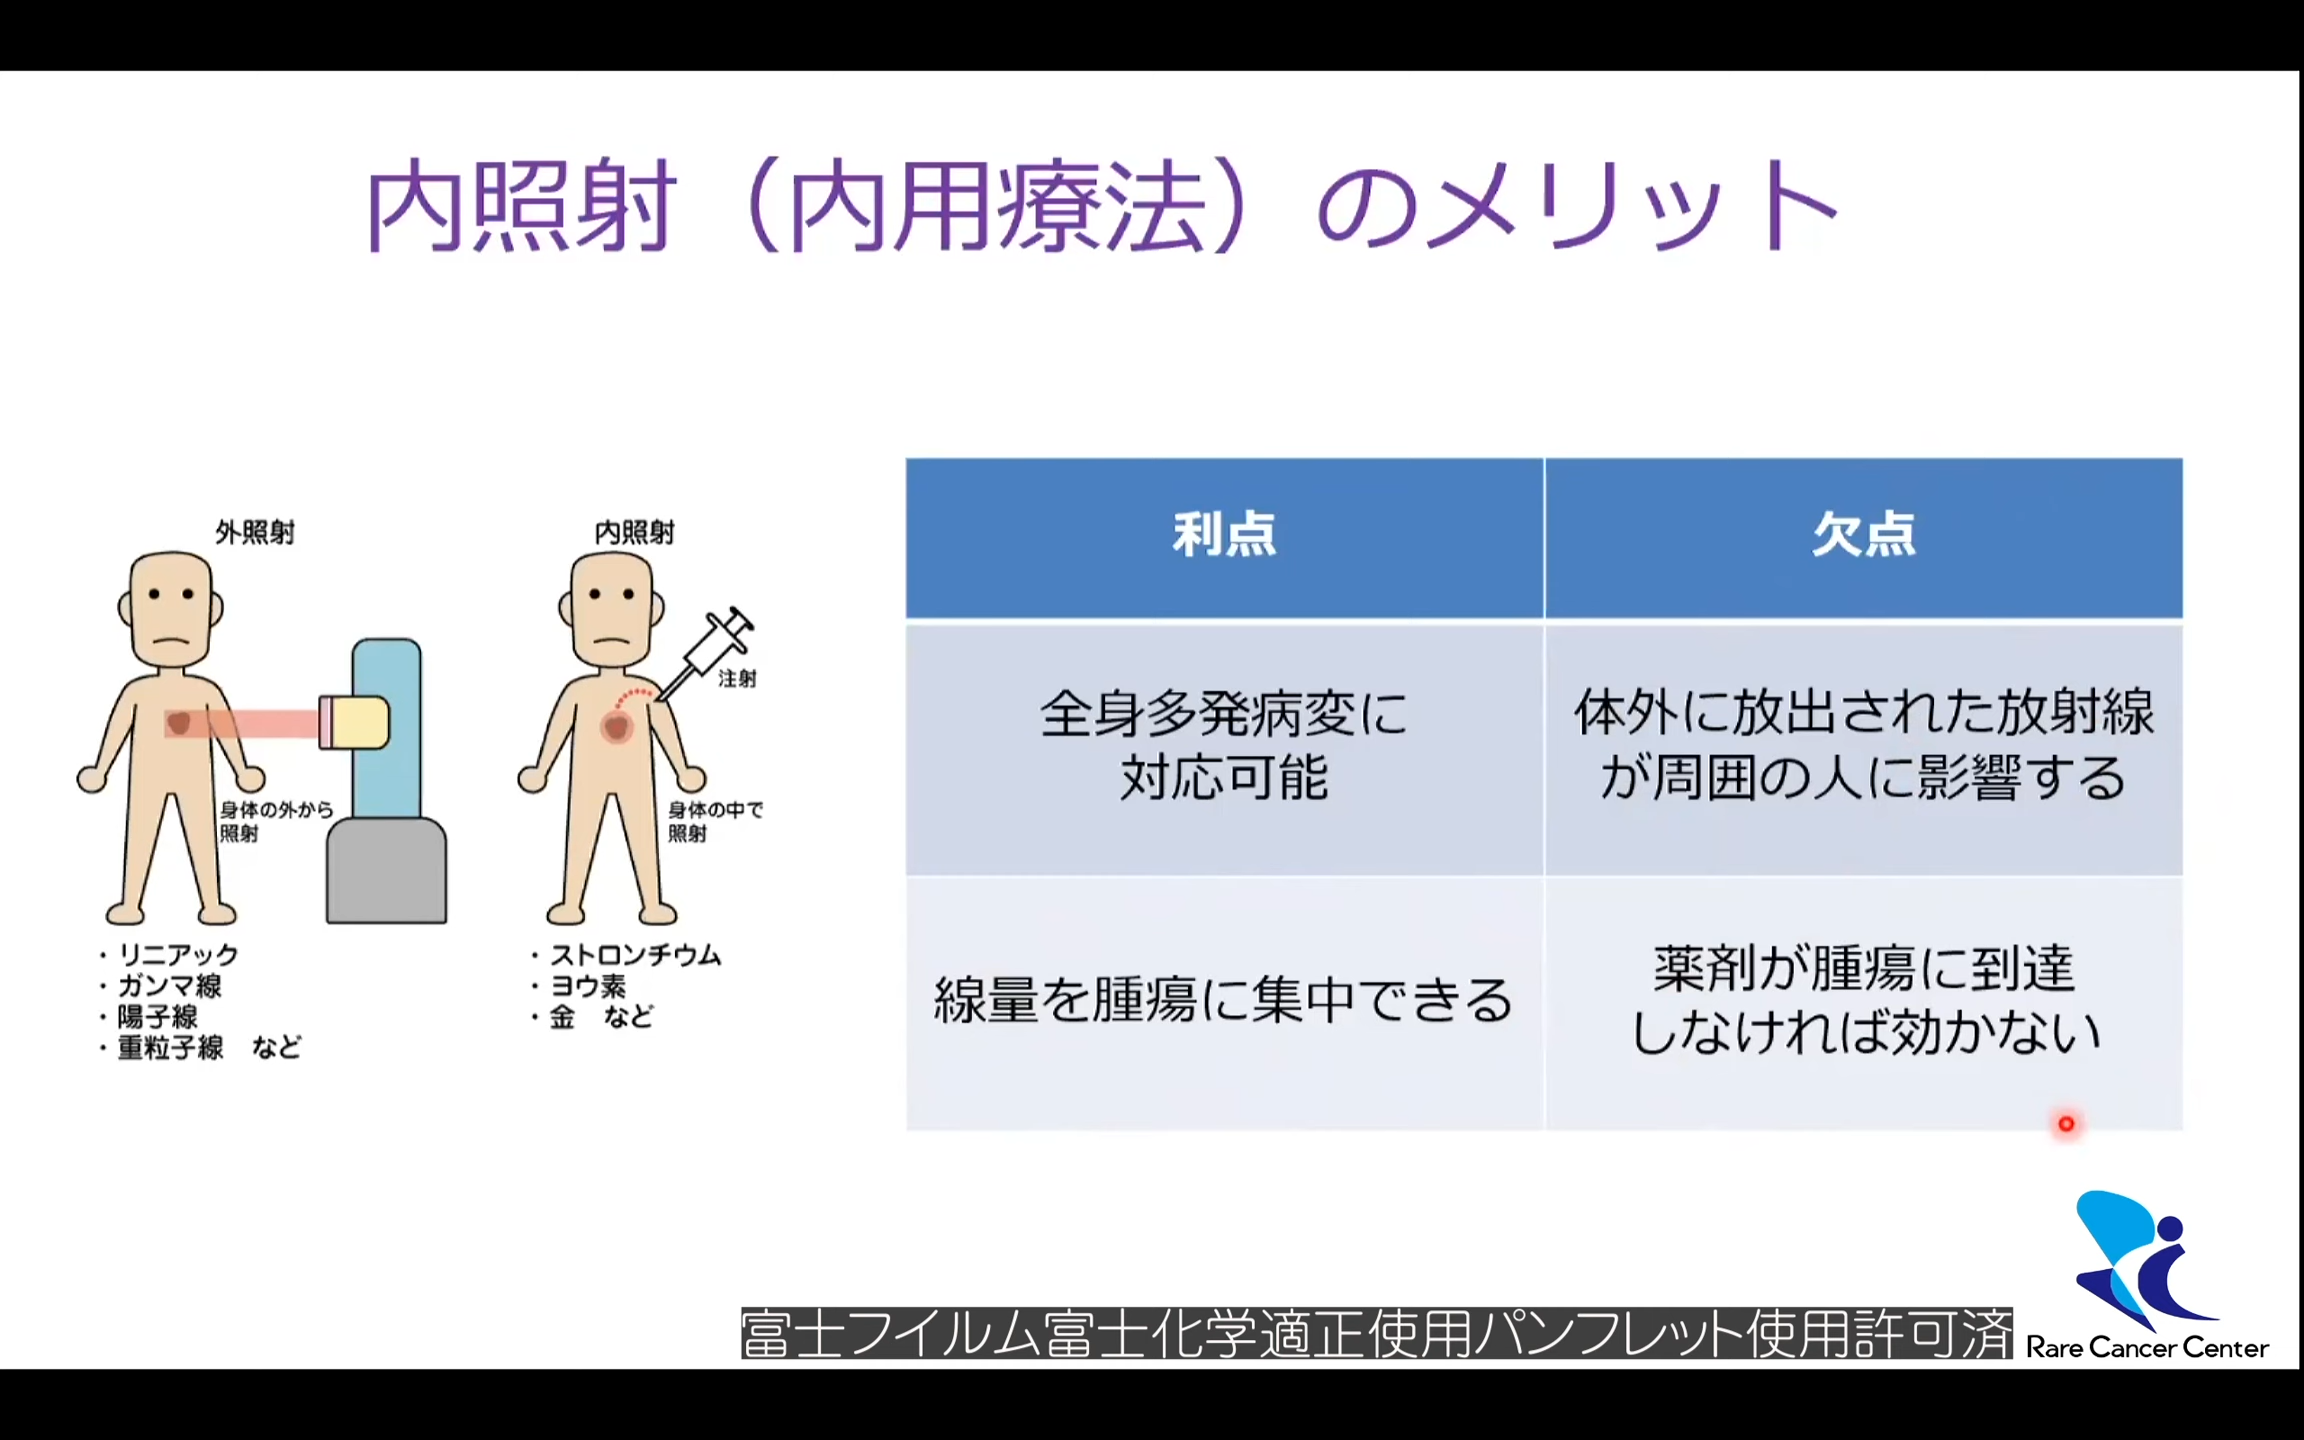 内照射（内用療法）のメリット
外照射
身体の外から
照射
・リニアック
・ガンマ線
・陽子線
・重粒子線　など
内照射
注射
身体の中で
照射
・ストロンチウム
・ヨウ素
・金　など
利点
欠点
全身多発病変に
対応可能
体外に放出された放射線
が周囲の人に影響する
線量を腫瘍に集中できる
薬剤が腫瘍に到達
しなければ効かない
富士フイルム富士化学適正使用パンフレット使用許可済
Rare Cancer Center